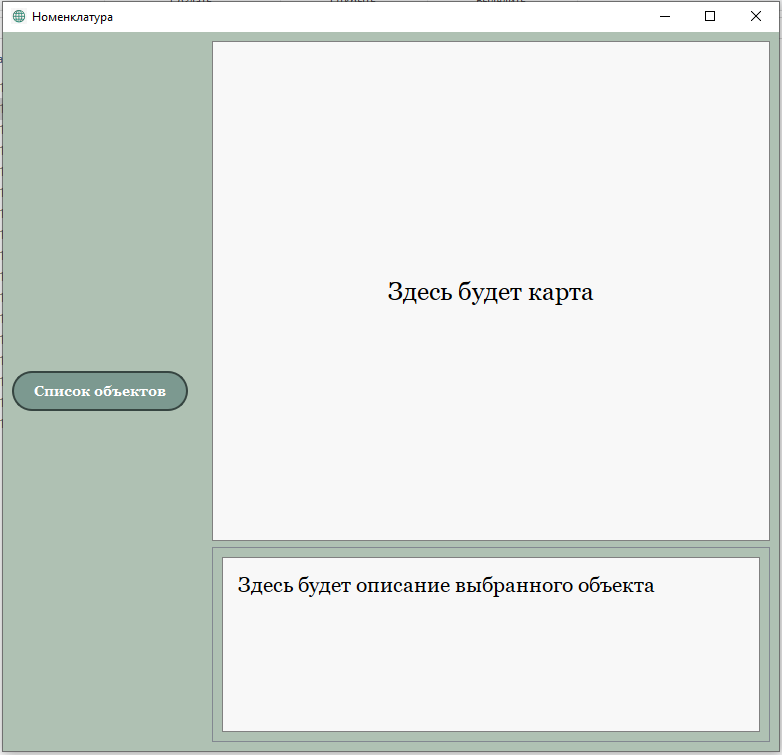 Номенклатура
Здесь будет карта
Список объектов
Здесь будет описание выбранного объекта